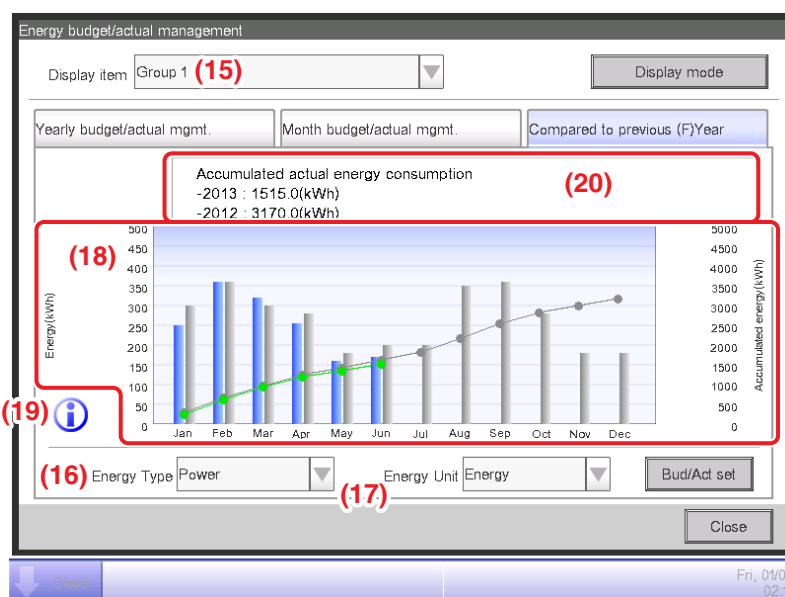 Energy budget/actual management
Display item Group 1 (15) Display mode
Yearly budget/actual mgmt. Month budget/actual mgmt. Compared to previous (F)Year
Accumulated actual energy consumption
-2013 : 1515.0(kWh)
-2012 : 3170.0(kWh)
(20)
(18)
Energy(kWh)
500
450
400
350
300
250
200
150
100
50
0
5000
4500
4000
3500
3000
2500
2000
1500
1000
500
0
Accumulated energy(kWh)
Jan Feb Mar Apr May Jun Jul Aug Sep Oct Nov Dec
(19) i
(16) Energy Type Power (17) Energy Unit Energy Bud/Act set
Close
Fri, 01/0